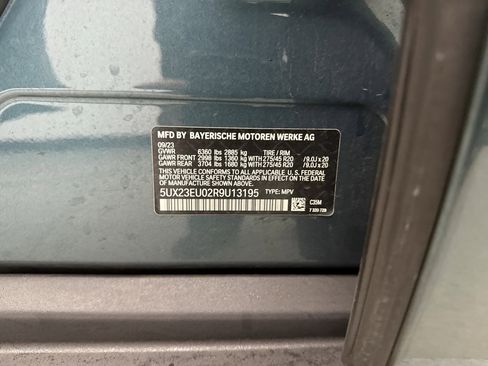 MFD BY BAYERISCHE MOTOREN WERKE AG
09/23
GVWR 6360 lbs 2885 kg TIRE / RIM
GAWR FRONT 2998 lbs 1360 kg WITH 275/45 R20 /9.0J x 20
GAWR REAR 3704 lbs 1680 kg WITH 275/45 R20 /9.0J x 20
THIS VEHICLE CONFORMS TO ALL APPLICABLE U. S. FEDERAL
MOTOR VEHICLE SAFETY STANDARDS IN EFFECT ON THE DATE
OF MANUFACTURE SHOWN ABOVE.
5UX23EU02R9U13195 TYPE: MPV
C35M